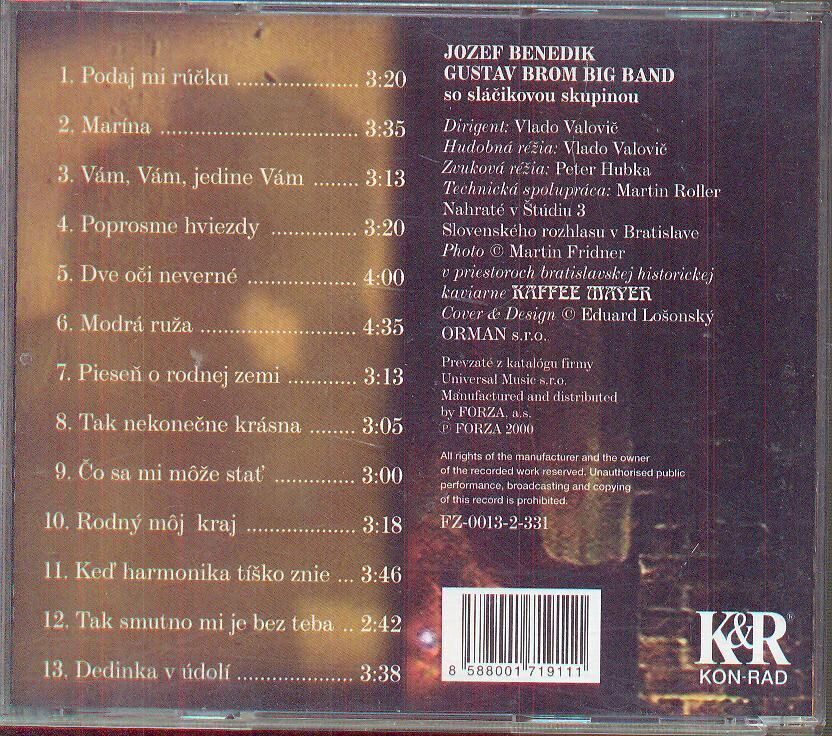 1. Podaj mi rúčku .................... 3:20
2. Marína ................................. 3:35
3. Vám, Vám, jedine Vám ....... 3:13
4. Poprosme hviezdy .............. 3:20
5. Dve oči neverné .................. 4:00
6. Modrá ruža ......................... 4:35
7. Pieseň o rodnej zemi ........... 3:13
8. Tak nekonečne krásna ........ 3:05
9. Čo sa mi môže stať ............. 3:00
10. Rodný môj kraj ................. 3:18
11. Keď harmonika tíško znie ... 3:46
12. Tak smutno mi je bez teba .. 2:42
13. Dedinka v údolí ................... 3:38
JOZEF BENEDIK
GUSTAV BROM BIG BAND
so sláčikovou skupinou
Dirigent: Vlado Valovič
Hudobná réžia: Vlado Valovič
Zvuková réžia: Peter Hubka
Technická spolupráca: Martin Roller
Nahraté v Štúdiu 3
Slovenského rozhlasu v Bratislave
Photo © Martin Fridner
v priestoroch bratislavskej historickej
kaviarne KAFFEE MAYER
Cover & Design © Eduard Lošonský
ORMAN s.r.o.
Prevzaté z katalógu firmy
Universal Music s.r.o.
Manufactured and distributed
by FORZA, a.s.
℗ FORZA 2000
All rights of the manufacturer and the owner
of the recorded work reserved. Unauthorised public
performance, broadcasting and copying
of this record is prohibited.
FZ-0013-2-331
8 588001 719111
K&R®
KON-RAD